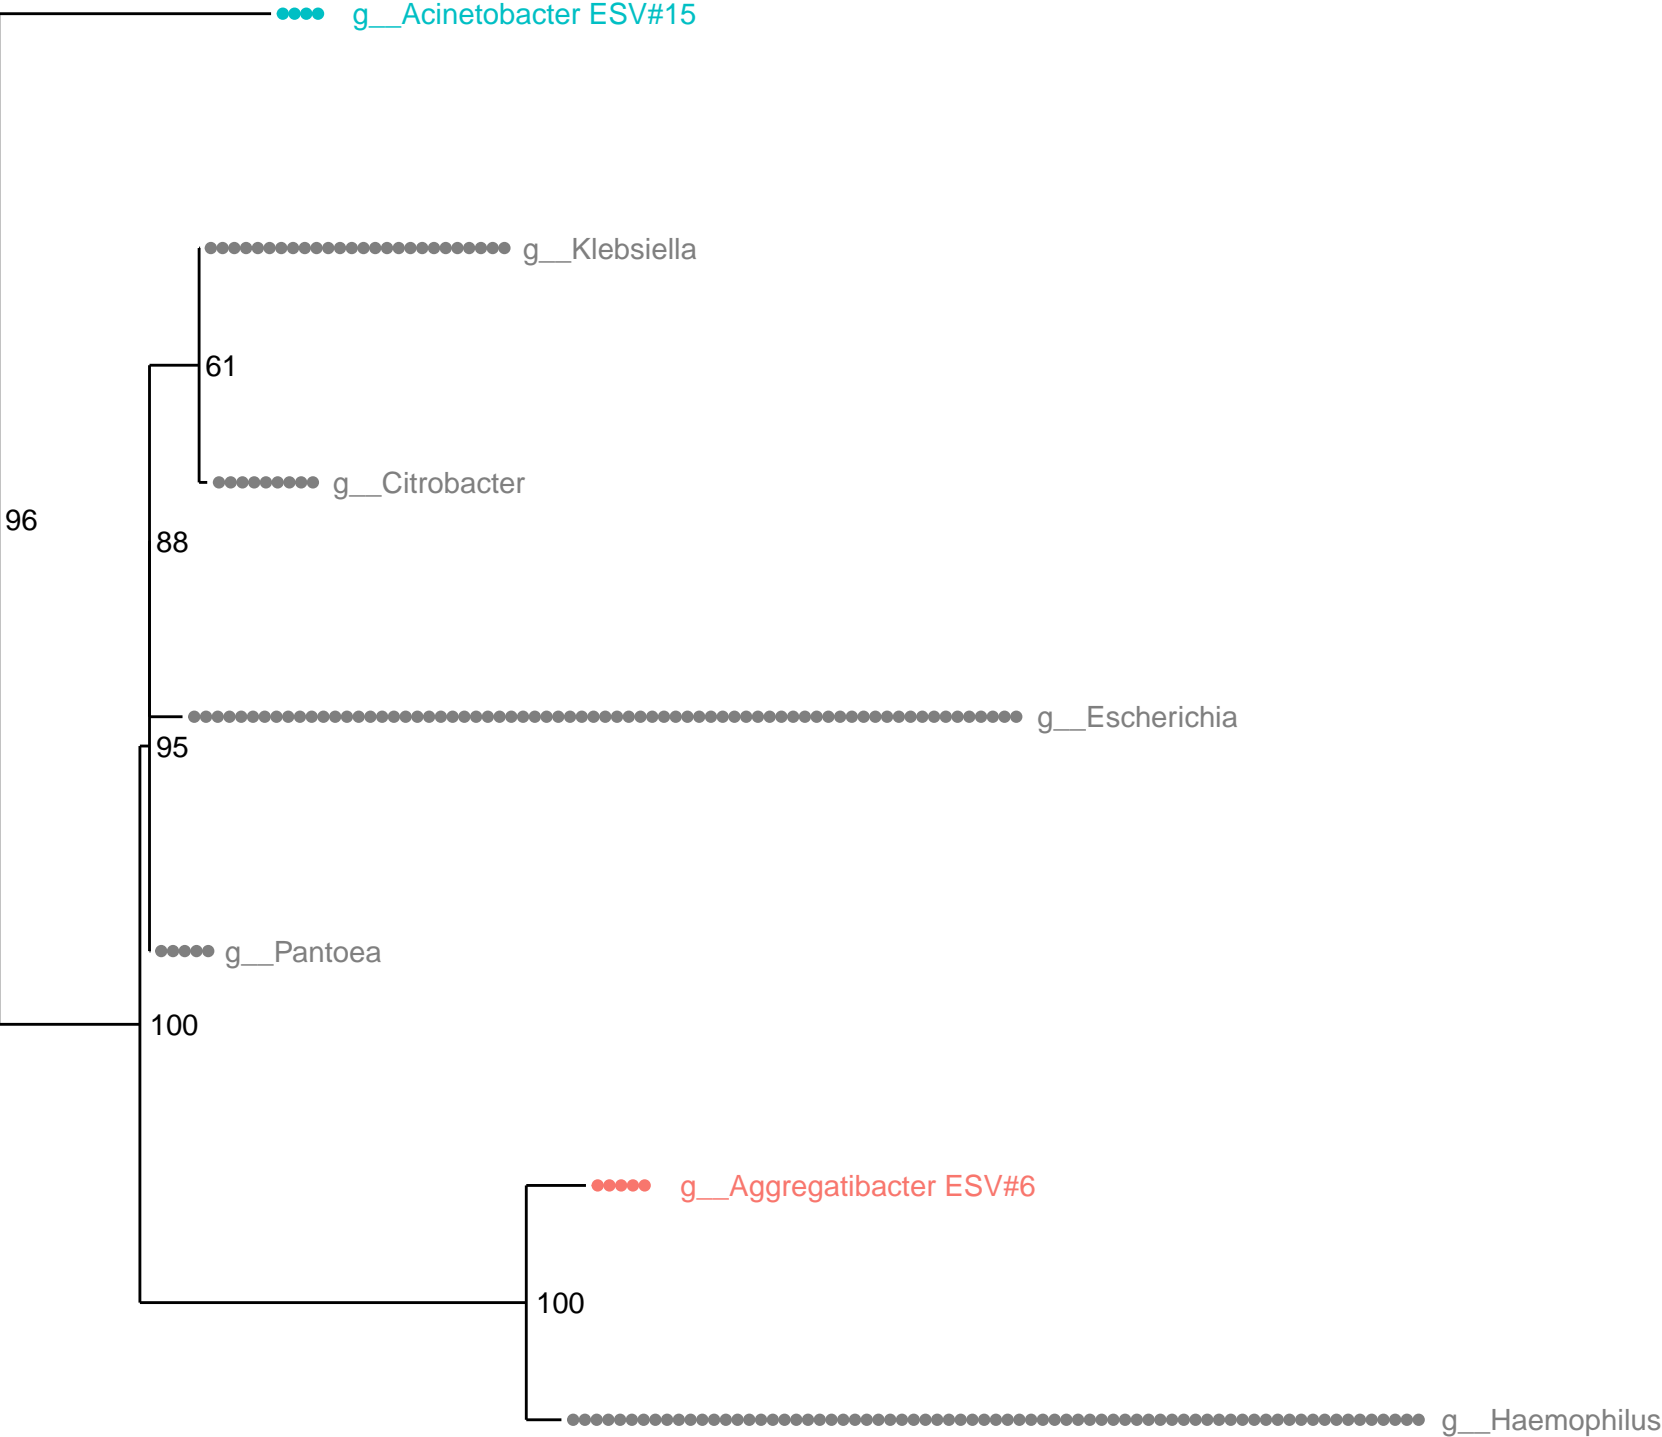 g__Acinetobacter ESV#15
g__Klebsiella
61
g__Citrobacter
96
88
g__Escherichia
95
g__Pantoea
100
g__Aggregatibacter ESV#6
100
g__Haemophilus